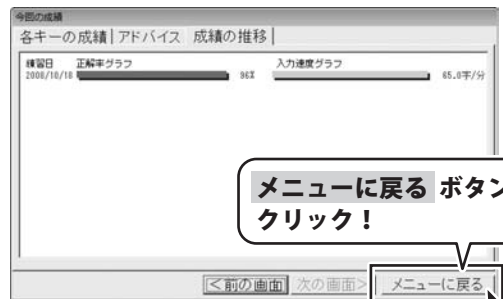 今回の成績
各キーの成績 アドバイス 成績の推移
練習日 正解率グラフ 入力速度グラフ
2008/10/18 96% 65.0字/分
メニューに戻る ボタン
クリック！
<前の画面 次の画面> メニューに戻る